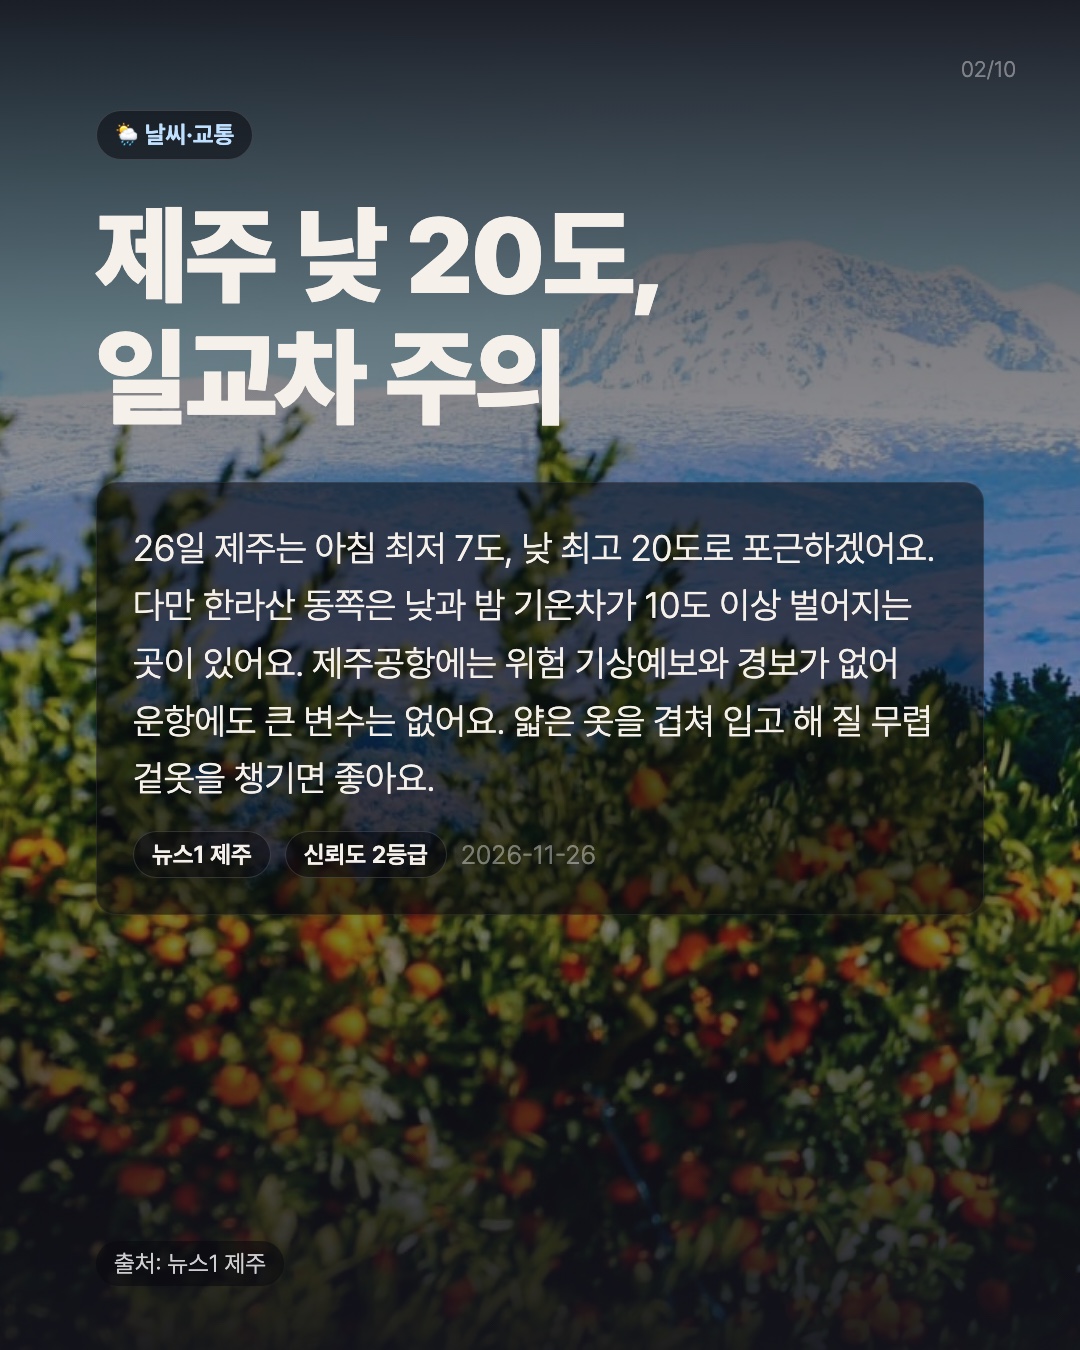 02/10
날씨·교통
제주 낮 20도,
일교차 주의
26일 제주는 아침 최저 7도, 낮 최고 20도로 포근하겠어요.
다만 한라산 동쪽은 낮과 밤 기온차가 10도 이상 벌어지는
곳이 있어요. 제주공항에는 위험 기상예보와 경보가 없어
운항에도 큰 변수는 없어요. 얇은 옷을 겹쳐 입고 해 질 무렵
겉옷을 챙기면 좋아요.
뉴스1 제주 신뢰도 2등급 2026-11-26
출처: 뉴스1 제주